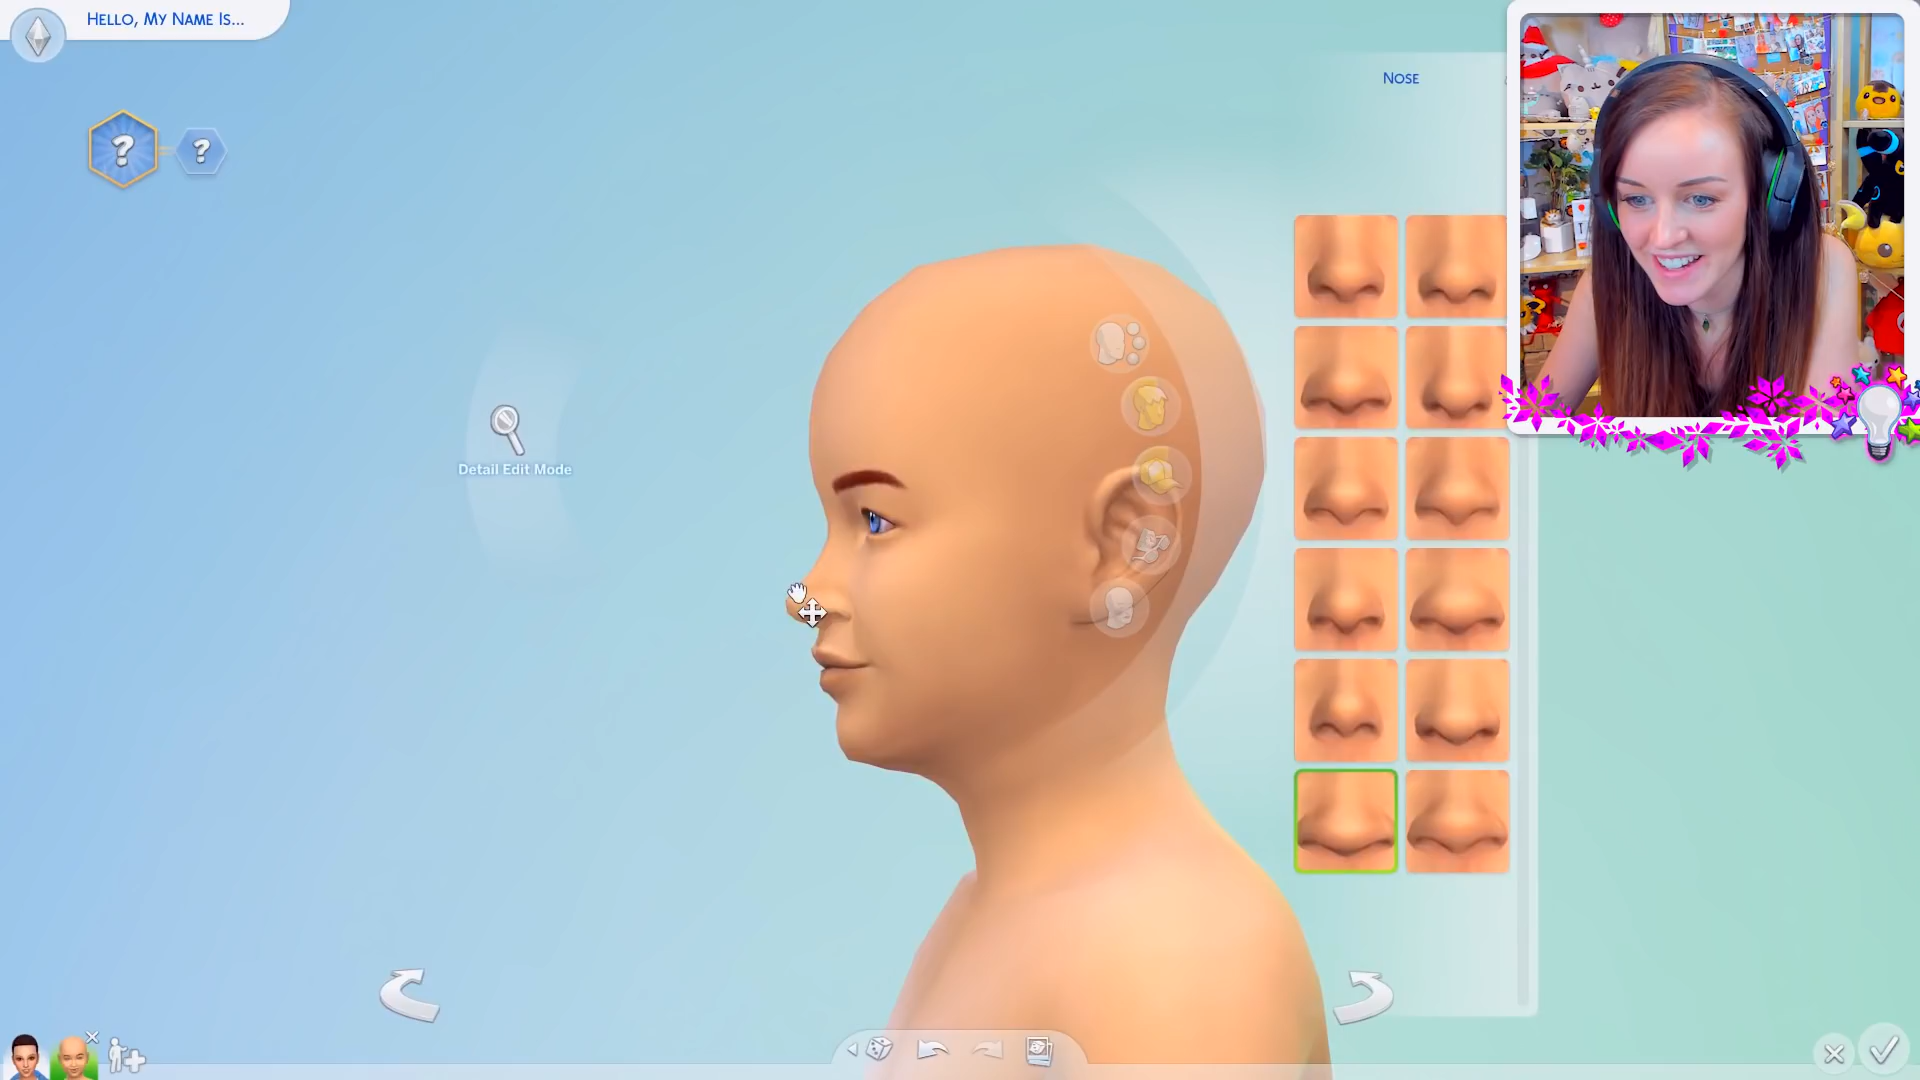 Hello, My Name Is...
Nose
?
?
Detail Edit Mode